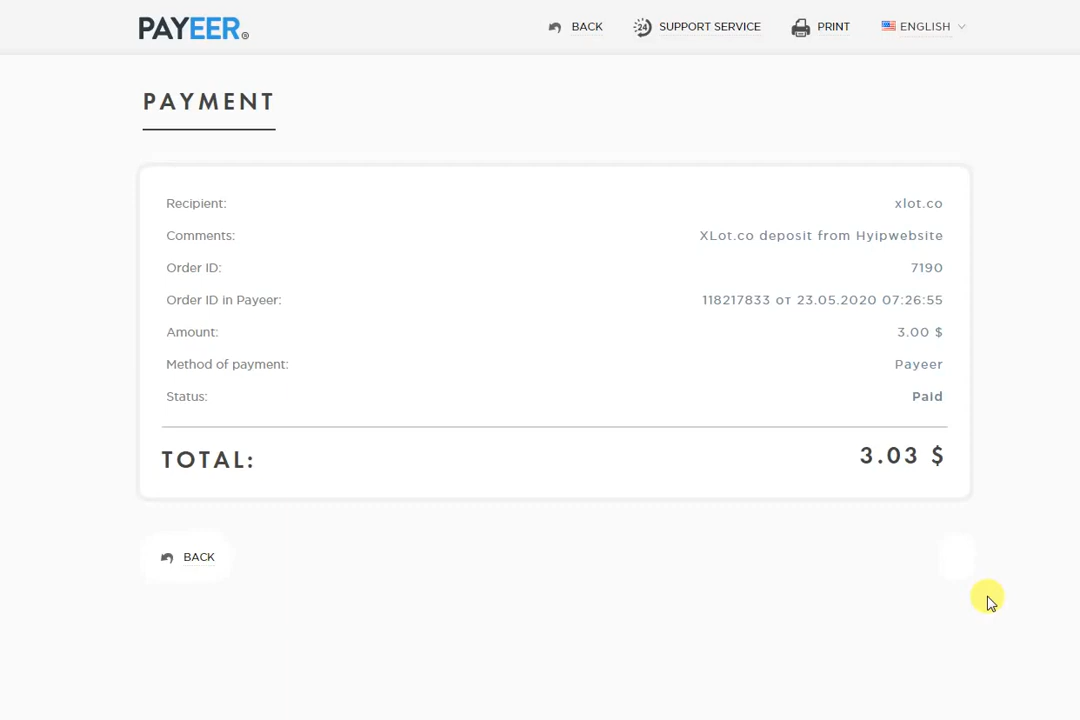 PAYEER®
BACK
24 SUPPORT SERVICE
PRINT
ENGLISH
PAYMENT
Recipient: xlot.co
Comments: XLot.co deposit from Hyipwebsite
Order ID: 7190
Order ID in Payeer: 118217833 от 23.05.2020 07:26:55
Amount: 3.00 $
Method of payment: Payeer
Status: Paid
TOTAL: 3.03 $
BACK